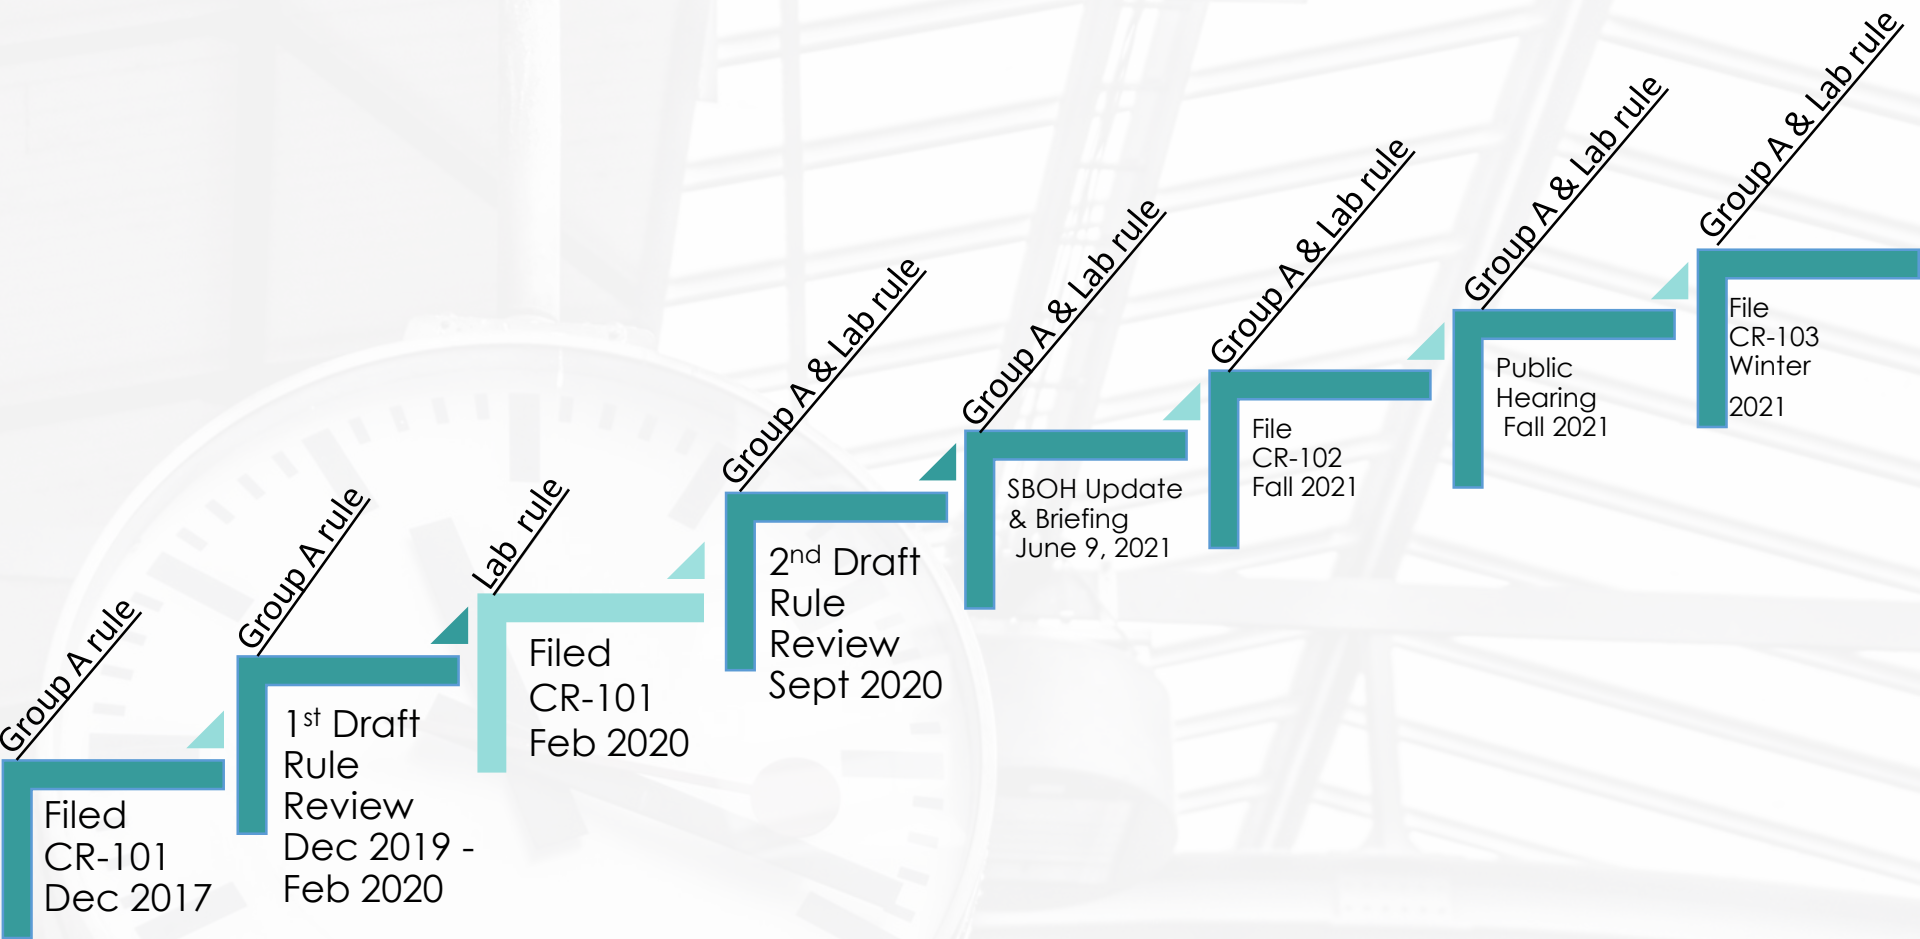 Group A rule
Filed
CR-101
Dec 2017
Group A rule
1st Draft
Rule
Review
Dec 2019 -
Feb 2020
Lab rule
Filed
CR-101
Feb 2020
Group A & Lab rule
2nd Draft
Rule
Review
Sept 2020
Group A & Lab rule
SBOH Update
& Briefing
June 9, 2021
Group A & Lab rule
File
CR-102
Fall 2021
Group A & Lab rule
Public
Hearing
Fall 2021
Group A & Lab rule
File
CR-103
Winter
2021